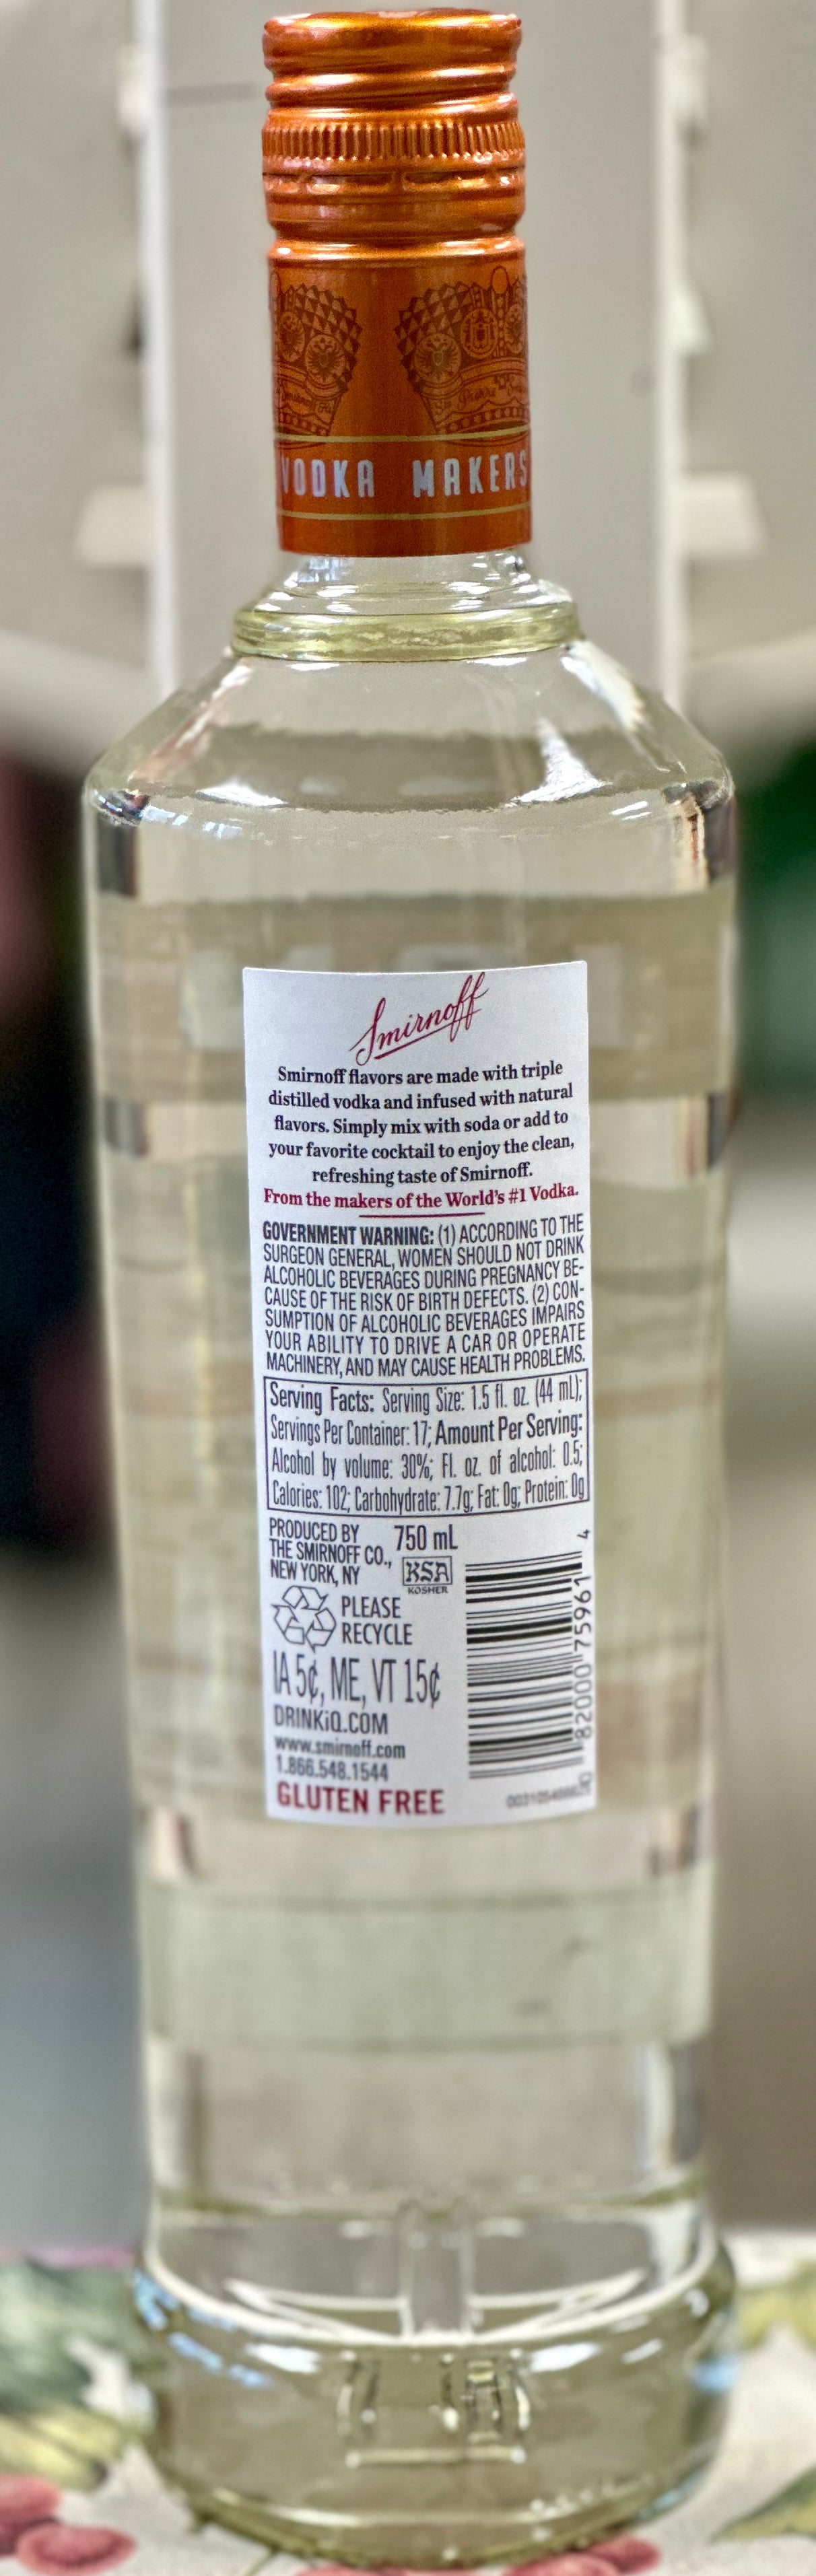 VODKA MAKERS
Smirnoff
Smirnoff flavors are made with triple
distilled vodka and infused with natural
flavors. Simply mix with soda or add to
your favorite cocktail to enjoy the clean,
refreshing taste of Smirnoff.
From the makers of the World's #1 Vodka.
GOVERNMENT WARNING: (1) ACCORDING TO THE
SURGEON GENERAL, WOMEN SHOULD NOT DRINK
ALCOHOLIC BEVERAGES DURING PREGNANCY BE-
CAUSE OF THE RISK OF BIRTH DEFECTS. (2) CON-
SUMPTION OF ALCOHOLIC BEVERAGES IMPAIRS
YOUR ABILITY TO DRIVE A CAR OR OPERATE
MACHINERY, AND MAY CAUSE HEALTH PROBLEMS.
Serving Facts: Serving Size: 1.5 fl. oz. (44 mL);
Servings Per Container: 17; Amount Per Serving:
Alcohol by volume: 30%; Fl. oz. of alcohol: 0.5;
Calories: 102; Carbohydrate: 7.7g; Fat: 0g; Protein: 0g
PRODUCED BY
THE SMIRNOFF CO.,
NEW YORK, NY
750 mL
KSA
KOSHER
PLEASE
RECYCLE
IA 5¢, ME, VT 15¢
DRINKiQ.COM
www.smirnoff.com
1.866.548.1544
GLUTEN FREE
82000 75961 4